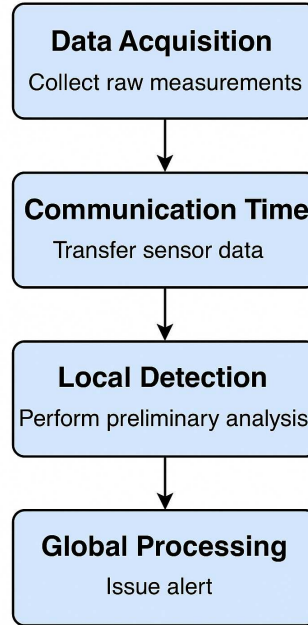 Data Acquisition
Collect raw measurements
Communication Time
Transfer sensor data
Local Detection
Perform preliminary analysis
Global Processing
Issue alert